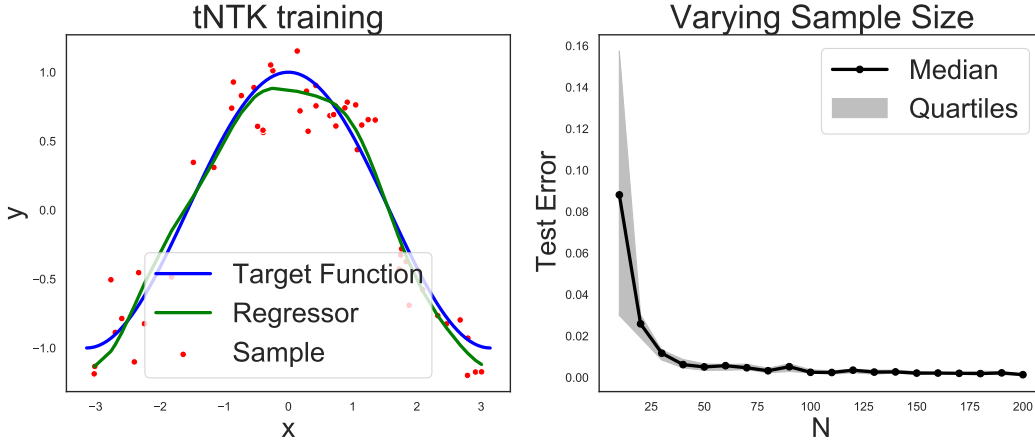 tNTK training
1.0
0.5
0.0
−0.5
−1.0
y
−3
−2
−1
0
1
2
3
x
Target Function
Regressor
Sample
Varying Sample Size
0.16
0.14
0.12
0.10
0.08
0.06
0.04
0.02
0.00
Test Error
25
50
75
100
125
150
175
200
N
Median
Quartiles